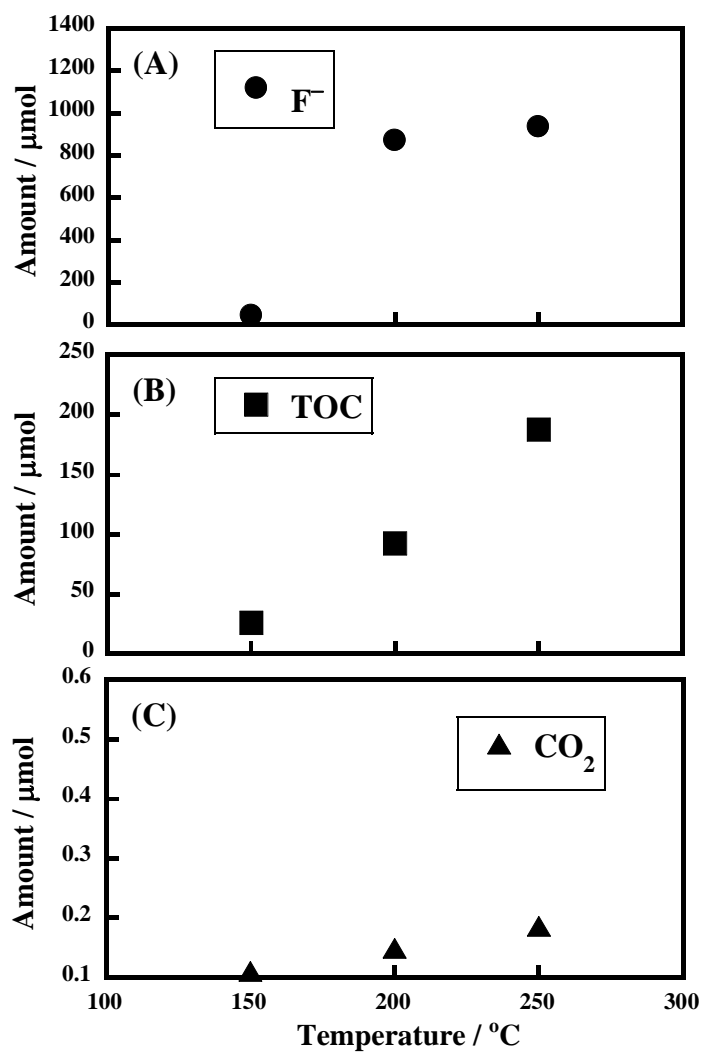 1400
1200
1000
800
600
400
200
0
Amount / μmol
(A)
F⁻
250
200
150
100
50
0
Amount / μmol
(B)
TOC
0.6
0.5
0.4
0.3
0.2
0.1
Amount / μmol
(C)
CO₂
100 150 200 250 300
Temperature / °C